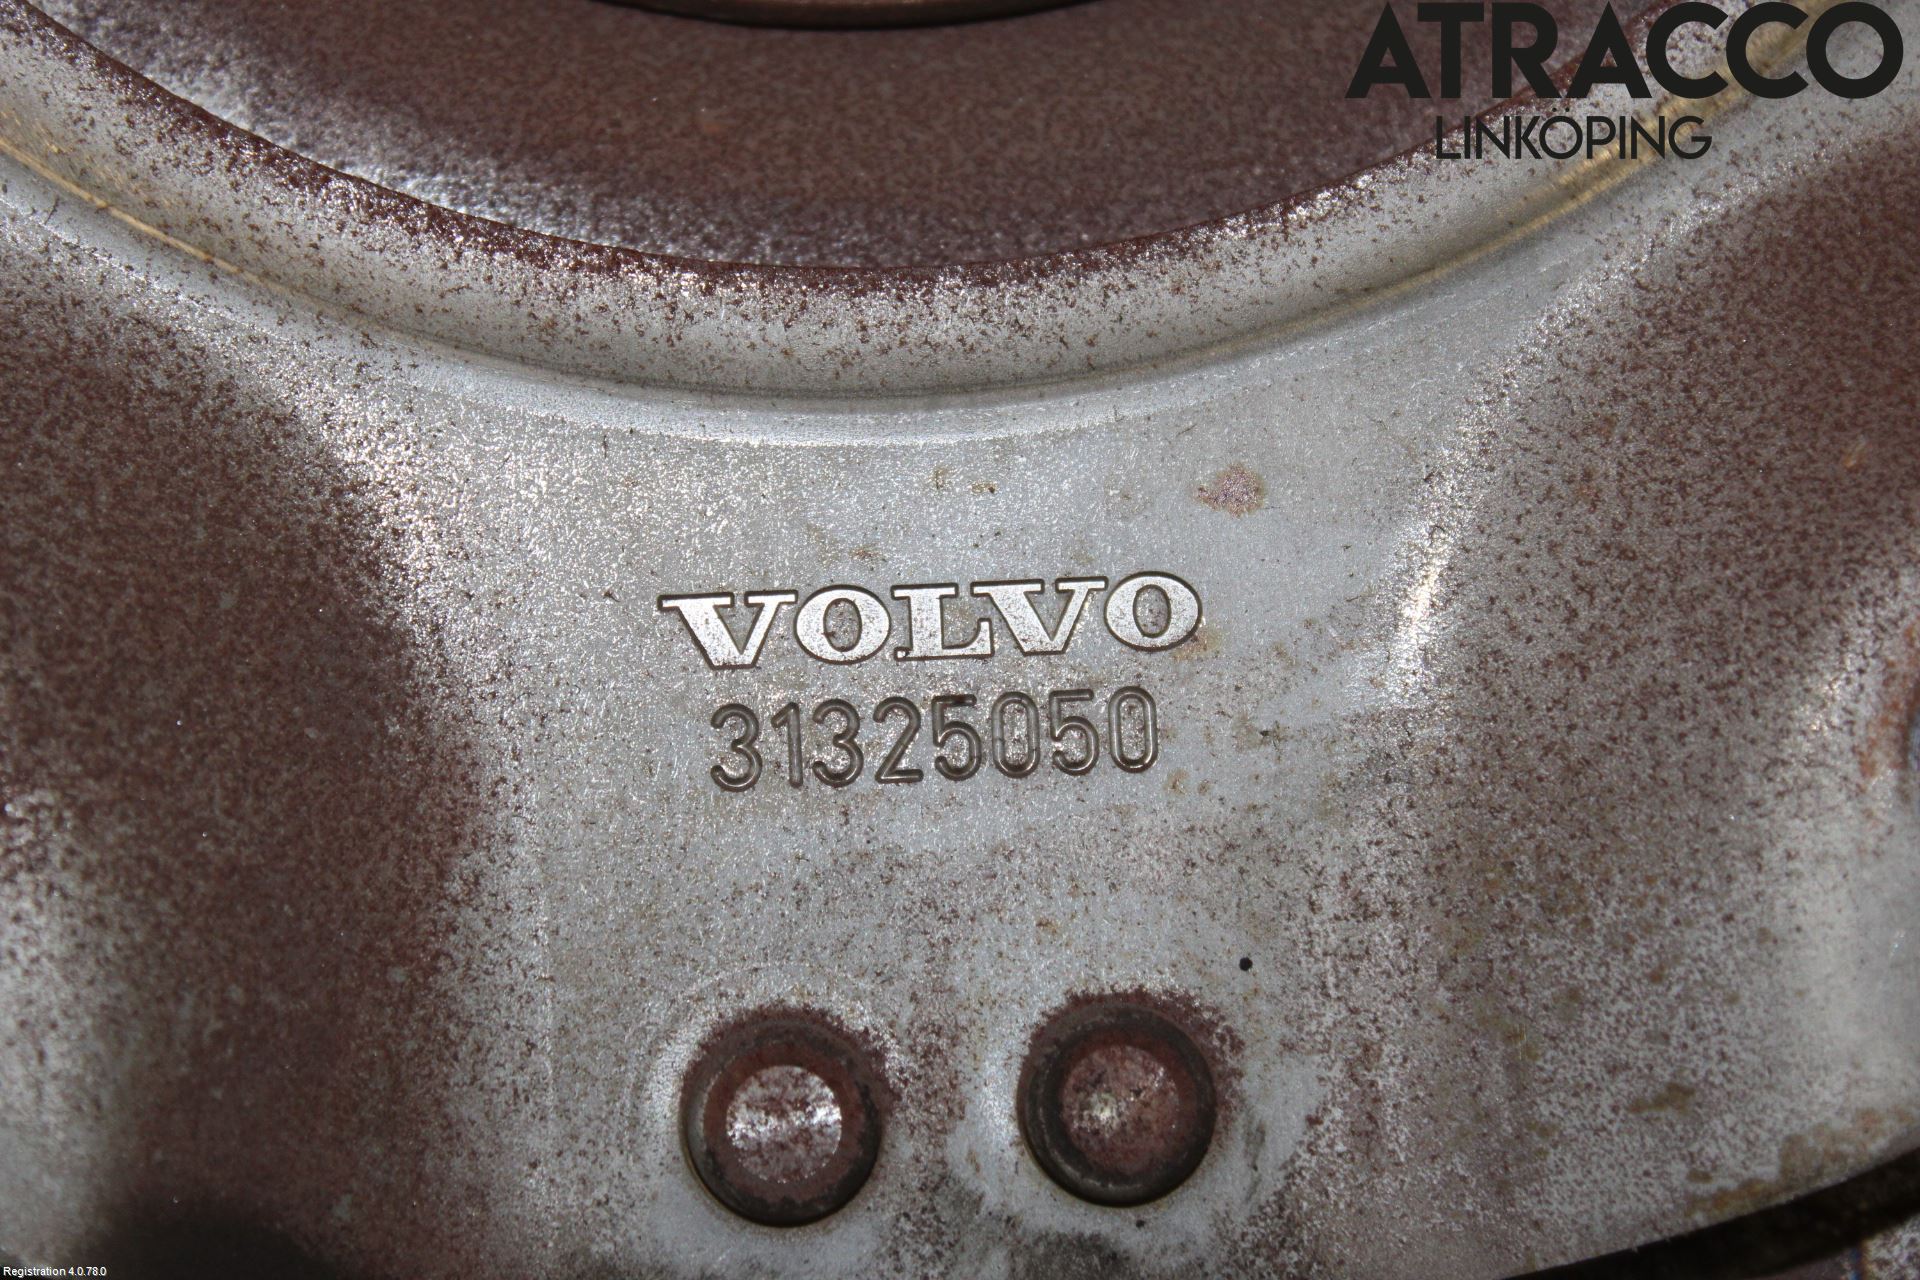 ATRACCO
LINKÖPING
VOLVO
31325050
Registration 4.0.78.0